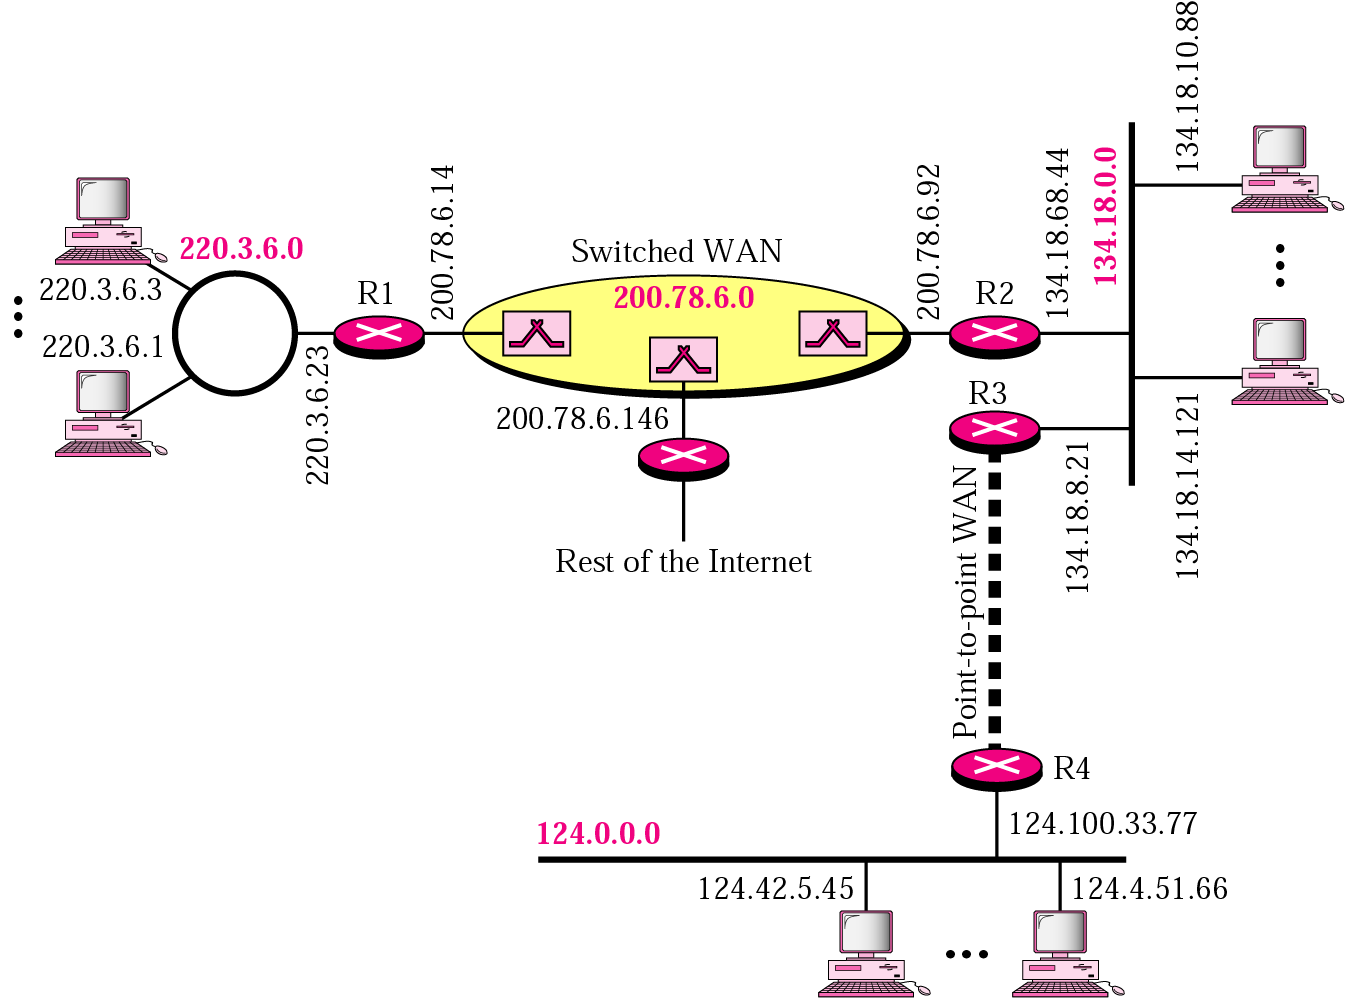 134.18.10.88
200.78.6.14
200.78.6.92
134.18.68.44
134.18.0.0
220.3.6.0
Switched WAN
200.78.6.0
220.3.6.3
R1
R2
220.3.6.1
220.3.6.23
R3
200.78.6.146
134.18.8.21
134.18.14.121
Point-to-point WAN
Rest of the Internet
R4
124.100.33.77
124.0.0.0
124.42.5.45
124.4.51.66